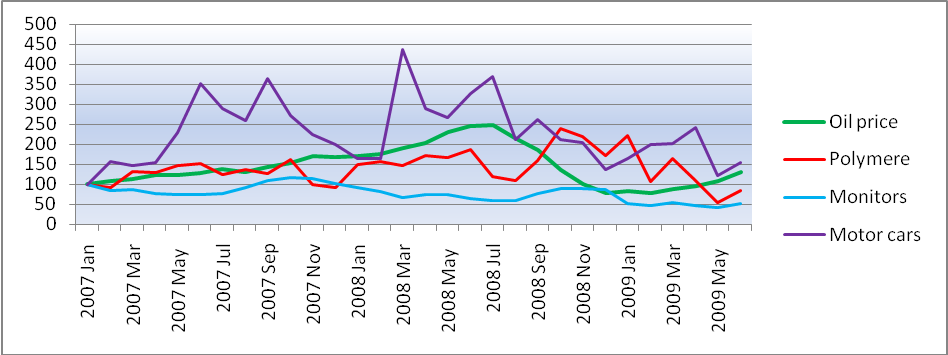 500
450
400
350
300
250
200
150
100
50
0
2007 Jan
2007 Mar
2007 May
2007 Jul
2007 Sep
2007 Nov
2008 Jan
2008 Mar
2008 May
2008 Jul
2008 Sep
2008 Nov
2009 Jan
2009 Mar
2009 May
Oil price
Polymere
Monitors
Motor cars